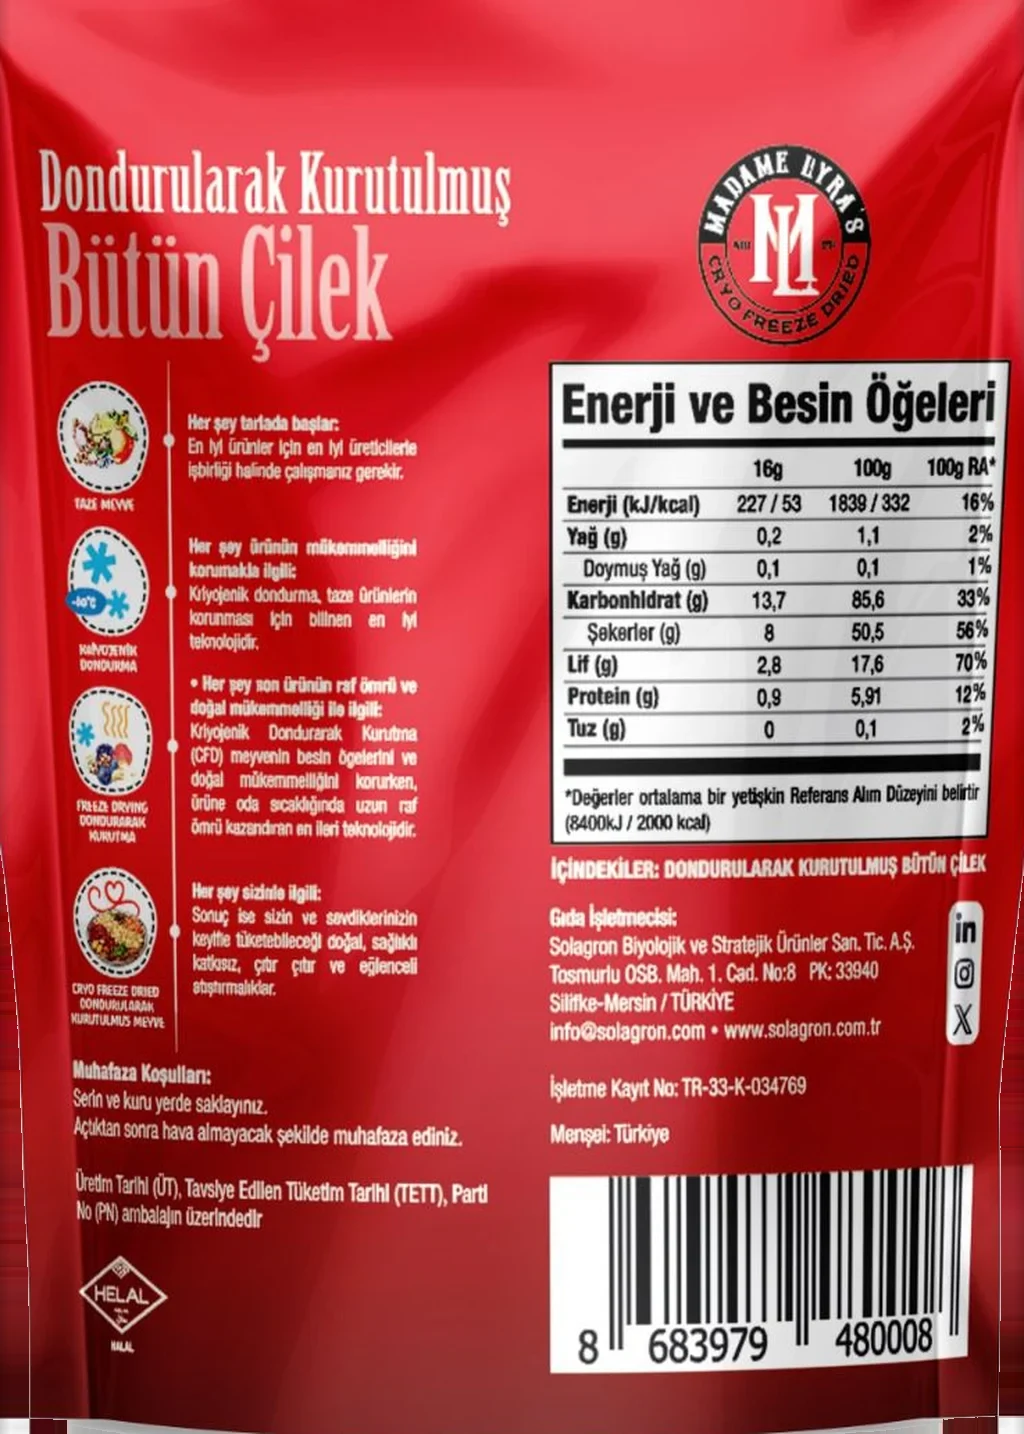 Dondurularak Kurutulmuş
Bütün Çilek
MADAME LYRA'S
ML
CRYO FREEZE DRIED
TAZE MEYVE
Her şey tarlada başlar:
En iyi ürünler için en iyi üreticilerle
işbirliği halinde çalışmanız gerekir.
KRİYOJENİK
DONDURMA
Her şey ürünün mükemmelliğini
korumakla ilgili:
Kriyojenik dondurma, taze ürünlerin
korunması için bilinen en iyi
teknolojidir.
FREEZE DRYING
DONDURARAK
KURUTMA
• Her şey son ürünün raf ömrü ve
doğal mükemmelliği ile ilgili:
Kriyojenik Dondurarak Kurutma
(CFD) meyvenin besin ögelerini ve
doğal mükemmelliğini korurken,
ürüne oda sıcaklığında uzun raf
ömrü kazandıran en ileri teknolojidir.
CRYO FREEZE DRIED
DONDURULARAK
KURUTULMUŞ MEYVE
Her şey sizinle ilgili:
Sonuç ise sizin ve sevdiklerinizin
keyifle tüketebileceği doğal, sağlıklı
katkısız, çıtır çıtır ve eğlenceli
atıştırmalıklar.
Muhafaza Koşulları:
Serin ve kuru yerde saklayınız.
Açtıktan sonra hava almayacak şekilde muhafaza ediniz.
Üretim Tarihi (ÜT), Tavsiye Edilen Tüketim Tarihi (TETT), Parti
No (PN) ambalajın üzerindedir
HELAL
HALAL
Enerji ve Besin Öğeleri
16g 100g 100g RA*
Enerji (kJ/kcal) 227 / 53 1839 / 332 16%
Yağ (g) 0,2 1,1 2%
Doymuş Yağ (g) 0,1 0,1 1%
Karbonhidrat (g) 13,7 85,6 33%
Şekerler (g) 8 50,5 56%
Lif (g) 2,8 17,6 70%
Protein (g) 0,9 5,91 12%
Tuz (g) 0 0,1 2%
*Değerler ortalama bir yetişkin Referans Alım Düzeyini belirtir
(8400kJ / 2000 kcal)
İÇİNDEKİLER: DONDURULARAK KURUTULMUŞ BÜTÜN ÇİLEK
Gıda İşletmecisi:
Solagron Biyolojik ve Stratejik Ürünler San. Tic. A.Ş.
Tosmurlu OSB. Mah. 1. Cad. No:8 PK: 33940
Silifke-Mersin / TÜRKİYE
info@solagron.com • www.solagron.com.tr
in
X
İşletme Kayıt No: TR-33-K-034769
Menşei: Türkiye
8 683979 480008